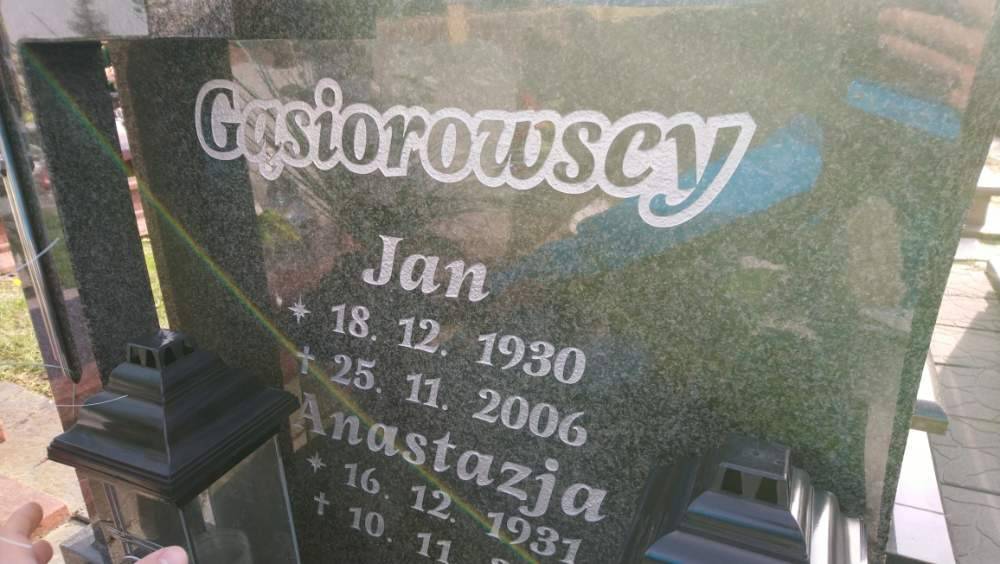 Gąsiorowscy
Jan
* 18. 12. 1930
† 25. 11. 2006
Anastazja
* 16. 12. 1931
† 10. 11.